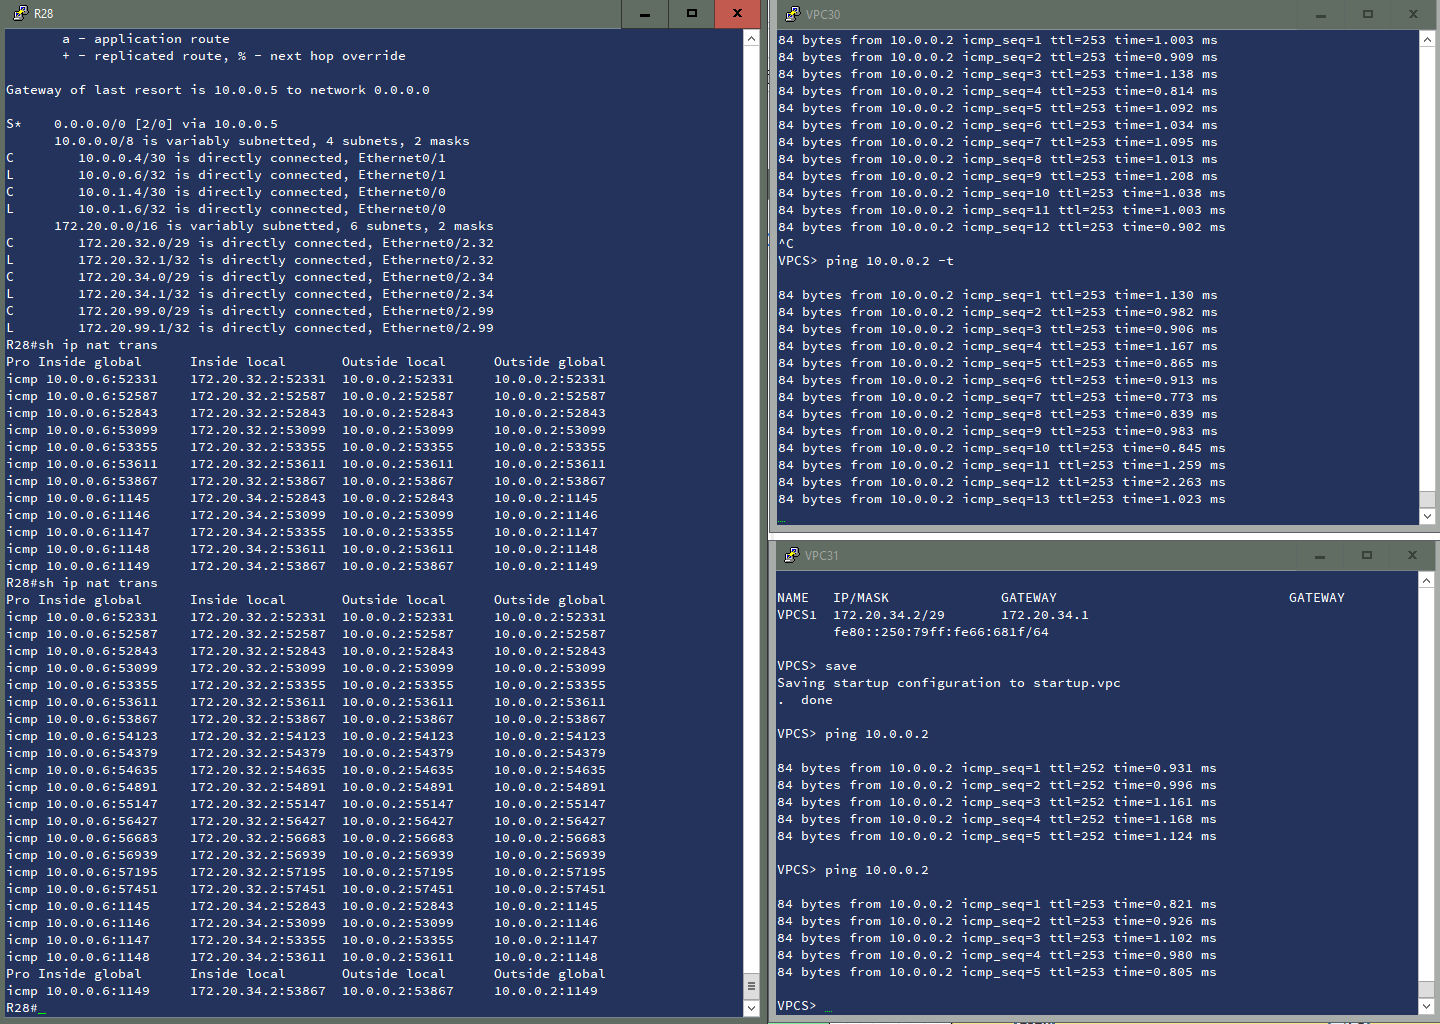 R28
a - application route
+ - replicated route, % - next hop override
Gateway of last resort is 10.0.0.5 to network 0.0.0.0
S*    0.0.0.0/0 [2/0] via 10.0.0.5
10.0.0.0/8 is variably subnetted, 4 subnets, 2 masks
C        10.0.0.4/30 is directly connected, Ethernet0/1
L        10.0.0.6/32 is directly connected, Ethernet0/1
C        10.0.1.4/30 is directly connected, Ethernet0/0
L        10.0.1.6/32 is directly connected, Ethernet0/0
172.20.0.0/16 is variably subnetted, 6 subnets, 2 masks
C        172.20.32.0/29 is directly connected, Ethernet0/2.32
L        172.20.32.1/32 is directly connected, Ethernet0/2.32
C        172.20.34.0/29 is directly connected, Ethernet0/2.34
L        172.20.34.1/32 is directly connected, Ethernet0/2.34
C        172.20.99.0/29 is directly connected, Ethernet0/2.99
L        172.20.99.1/32 is directly connected, Ethernet0/2.99
R28#sh ip nat trans
Pro Inside global      Inside local       Outside local      Outside global
icmp 10.0.0.6:52331    172.20.32.2:52331  10.0.0.2:52331     10.0.0.2:52331
icmp 10.0.0.6:52587    172.20.32.2:52587  10.0.0.2:52587     10.0.0.2:52587
icmp 10.0.0.6:52843    172.20.32.2:52843  10.0.0.2:52843     10.0.0.2:52843
icmp 10.0.0.6:53099    172.20.32.2:53099  10.0.0.2:53099     10.0.0.2:53099
icmp 10.0.0.6:53355    172.20.32.2:53355  10.0.0.2:53355     10.0.0.2:53355
icmp 10.0.0.6:53611    172.20.32.2:53611  10.0.0.2:53611     10.0.0.2:53611
icmp 10.0.0.6:53867    172.20.32.2:53867  10.0.0.2:53867     10.0.0.2:53867
icmp 10.0.0.6:1145     172.20.34.2:52843  10.0.0.2:52843     10.0.0.2:1145
icmp 10.0.0.6:1146     172.20.34.2:53099  10.0.0.2:53099     10.0.0.2:1146
icmp 10.0.0.6:1147     172.20.34.2:53355  10.0.0.2:53355     10.0.0.2:1147
icmp 10.0.0.6:1148     172.20.34.2:53611  10.0.0.2:53611     10.0.0.2:1148
icmp 10.0.0.6:1149     172.20.34.2:53867  10.0.0.2:53867     10.0.0.2:1149
R28#sh ip nat trans
Pro Inside global      Inside local       Outside local      Outside global
icmp 10.0.0.6:52331    172.20.32.2:52331  10.0.0.2:52331     10.0.0.2:52331
icmp 10.0.0.6:52587    172.20.32.2:52587  10.0.0.2:52587     10.0.0.2:52587
icmp 10.0.0.6:52843    172.20.32.2:52843  10.0.0.2:52843     10.0.0.2:52843
icmp 10.0.0.6:53099    172.20.32.2:53099  10.0.0.2:53099     10.0.0.2:53099
icmp 10.0.0.6:53355    172.20.32.2:53355  10.0.0.2:53355     10.0.0.2:53355
icmp 10.0.0.6:53611    172.20.32.2:53611  10.0.0.2:53611     10.0.0.2:53611
icmp 10.0.0.6:53867    172.20.32.2:53867  10.0.0.2:53867     10.0.0.2:53867
icmp 10.0.0.6:54123    172.20.32.2:54123  10.0.0.2:54123     10.0.0.2:54123
icmp 10.0.0.6:54379    172.20.32.2:54379  10.0.0.2:54379     10.0.0.2:54379
icmp 10.0.0.6:54635    172.20.32.2:54635  10.0.0.2:54635     10.0.0.2:54635
icmp 10.0.0.6:54891    172.20.32.2:54891  10.0.0.2:54891     10.0.0.2:54891
icmp 10.0.0.6:55147    172.20.32.2:55147  10.0.0.2:55147     10.0.0.2:55147
icmp 10.0.0.6:56427    172.20.32.2:56427  10.0.0.2:56427     10.0.0.2:56427
icmp 10.0.0.6:56683    172.20.32.2:56683  10.0.0.2:56683     10.0.0.2:56683
icmp 10.0.0.6:56939    172.20.32.2:56939  10.0.0.2:56939     10.0.0.2:56939
icmp 10.0.0.6:57195    172.20.32.2:57195  10.0.0.2:57195     10.0.0.2:57195
icmp 10.0.0.6:57451    172.20.32.2:57451  10.0.0.2:57451     10.0.0.2:57451
icmp 10.0.0.6:1145     172.20.34.2:52843  10.0.0.2:52843     10.0.0.2:1145
icmp 10.0.0.6:1146     172.20.34.2:53099  10.0.0.2:53099     10.0.0.2:1146
icmp 10.0.0.6:1147     172.20.34.2:53355  10.0.0.2:53355     10.0.0.2:1147
icmp 10.0.0.6:1148     172.20.34.2:53611  10.0.0.2:53611     10.0.0.2:1148
Pro Inside global      Inside local       Outside local      Outside global
icmp 10.0.0.6:1149     172.20.34.2:53867  10.0.0.2:53867     10.0.0.2:1149
R28#_
VPC30
84 bytes from 10.0.0.2 icmp_seq=1 ttl=253 time=1.003 ms
84 bytes from 10.0.0.2 icmp_seq=2 ttl=253 time=0.909 ms
84 bytes from 10.0.0.2 icmp_seq=3 ttl=253 time=1.138 ms
84 bytes from 10.0.0.2 icmp_seq=4 ttl=253 time=0.814 ms
84 bytes from 10.0.0.2 icmp_seq=5 ttl=253 time=1.092 ms
84 bytes from 10.0.0.2 icmp_seq=6 ttl=253 time=1.034 ms
84 bytes from 10.0.0.2 icmp_seq=7 ttl=253 time=1.095 ms
84 bytes from 10.0.0.2 icmp_seq=8 ttl=253 time=1.013 ms
84 bytes from 10.0.0.2 icmp_seq=9 ttl=253 time=1.208 ms
84 bytes from 10.0.0.2 icmp_seq=10 ttl=253 time=1.038 ms
84 bytes from 10.0.0.2 icmp_seq=11 ttl=253 time=1.003 ms
84 bytes from 10.0.0.2 icmp_seq=12 ttl=253 time=0.902 ms
^C
VPCS> ping 10.0.0.2 -t
84 bytes from 10.0.0.2 icmp_seq=1 ttl=253 time=1.130 ms
84 bytes from 10.0.0.2 icmp_seq=2 ttl=253 time=0.982 ms
84 bytes from 10.0.0.2 icmp_seq=3 ttl=253 time=0.906 ms
84 bytes from 10.0.0.2 icmp_seq=4 ttl=253 time=1.167 ms
84 bytes from 10.0.0.2 icmp_seq=5 ttl=253 time=0.865 ms
84 bytes from 10.0.0.2 icmp_seq=6 ttl=253 time=0.913 ms
84 bytes from 10.0.0.2 icmp_seq=7 ttl=253 time=0.773 ms
84 bytes from 10.0.0.2 icmp_seq=8 ttl=253 time=0.839 ms
84 bytes from 10.0.0.2 icmp_seq=9 ttl=253 time=0.983 ms
84 bytes from 10.0.0.2 icmp_seq=10 ttl=253 time=0.845 ms
84 bytes from 10.0.0.2 icmp_seq=11 ttl=253 time=1.259 ms
84 bytes from 10.0.0.2 icmp_seq=12 ttl=253 time=2.263 ms
84 bytes from 10.0.0.2 icmp_seq=13 ttl=253 time=1.023 ms
VPC31
NAME   IP/MASK              GATEWAY                             GATEWAY
VPCS1  172.20.34.2/29       172.20.34.1
fe80::250:79ff:fe66:681f/64
VPCS> save
Saving startup configuration to startup.vpc
.  done
VPCS> ping 10.0.0.2
84 bytes from 10.0.0.2 icmp_seq=1 ttl=252 time=0.931 ms
84 bytes from 10.0.0.2 icmp_seq=2 ttl=252 time=0.996 ms
84 bytes from 10.0.0.2 icmp_seq=3 ttl=252 time=1.161 ms
84 bytes from 10.0.0.2 icmp_seq=4 ttl=252 time=1.168 ms
84 bytes from 10.0.0.2 icmp_seq=5 ttl=252 time=1.124 ms
VPCS> ping 10.0.0.2
84 bytes from 10.0.0.2 icmp_seq=1 ttl=253 time=0.821 ms
84 bytes from 10.0.0.2 icmp_seq=2 ttl=253 time=0.926 ms
84 bytes from 10.0.0.2 icmp_seq=3 ttl=253 time=1.102 ms
84 bytes from 10.0.0.2 icmp_seq=4 ttl=253 time=0.980 ms
84 bytes from 10.0.0.2 icmp_seq=5 ttl=253 time=0.805 ms
VPCS>